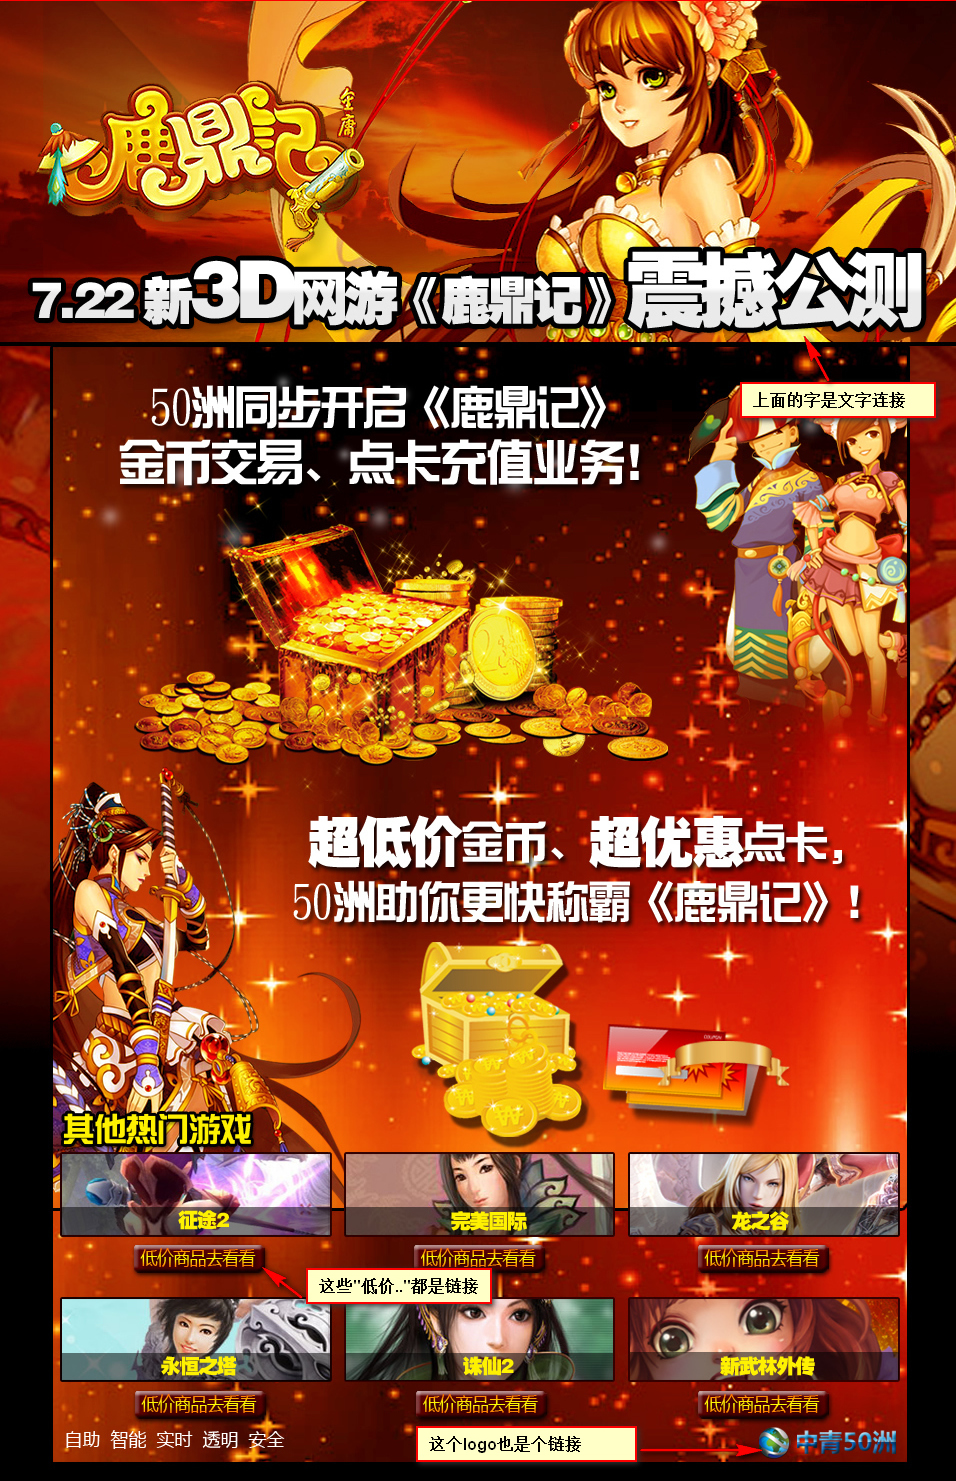 鹿鼎记
金庸
7.22 新3D网游《鹿鼎记》震撼公测
上面的字是文字连接
50洲同步开启《鹿鼎记》
金币交易、点卡充值业务!
超低价金币、超优惠点卡，
50洲助你更快称霸《鹿鼎记》!
COUPON
其他热门游戏
征途2
完美国际
龙之谷
低价商品去看看
低价商品去看看
低价商品去看看
这些"低价.."都是链接
永恒之塔
诛仙2
新武林外传
低价商品去看看
低价商品去看看
低价商品去看看
自助 智能 实时 透明 安全
这个logo也是个链接
中青50洲